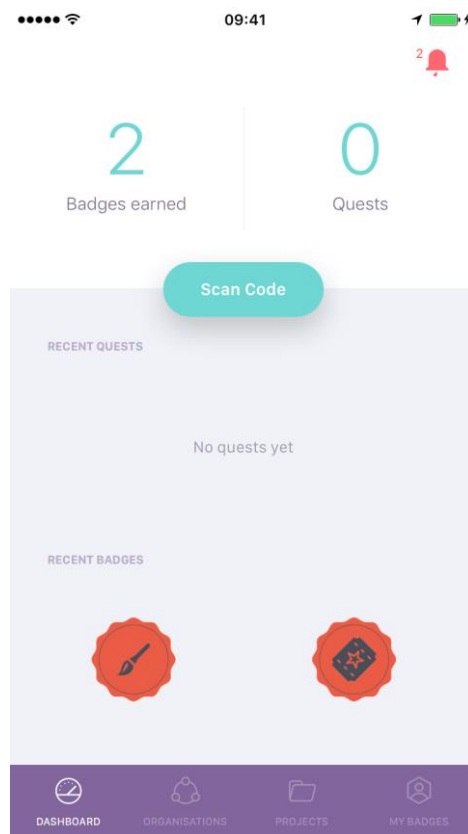 09:41
2
2
0
Badges earned
Quests
Scan Code
RECENT QUESTS
No quests yet
RECENT BADGES
DASHBOARD
ORGANISATIONS
PROJECTS
MY BADGES